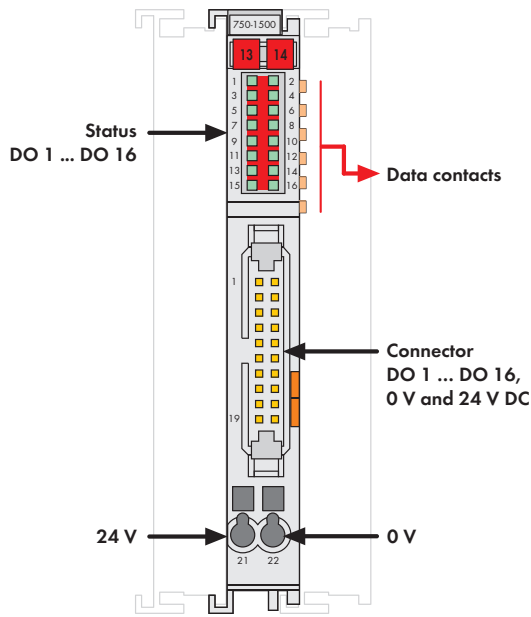 750-1500
13 14
1 2
3 4
5 6
7 8
9 10
11 12
13 14
15 16
Status
DO 1 ... DO 16
Data contacts
1
Connector
DO 1 ... DO 16,
0 V and 24 V DC
19
24 V
0 V
21 22